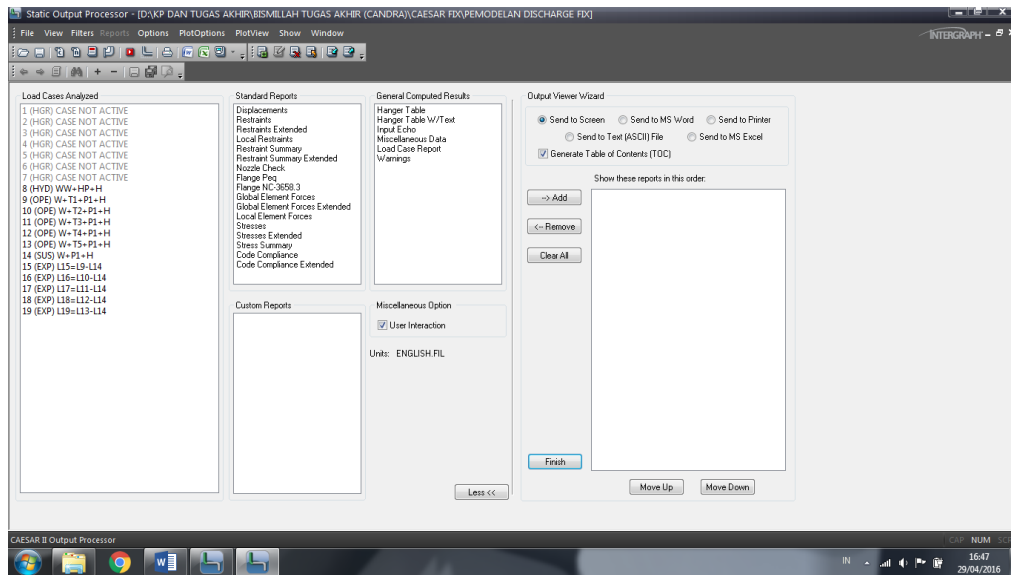 Static Output Processor - [D:\KP DAN TUGAS AKHIR\BISMILLAH TUGAS AKHIR (CANDRA)\CAESAR FIX\PEMODELAN DISCHARGE FIX]
File View Filters Reports Options PlotOptions PlotView Show Window
INTERGRAPH
Load Cases Analyzed
1 (HGR) CASE NOT ACTIVE
2 (HGR) CASE NOT ACTIVE
3 (HGR) CASE NOT ACTIVE
4 (HGR) CASE NOT ACTIVE
5 (HGR) CASE NOT ACTIVE
6 (HGR) CASE NOT ACTIVE
7 (HGR) CASE NOT ACTIVE
8 (HYD) WW+HP+H
9 (OPE) W+T1+P1+H
10 (OPE) W+T2+P1+H
11 (OPE) W+T3+P1+H
12 (OPE) W+T4+P1+H
13 (OPE) W+T5+P1+H
14 (SUS) W+P1+H
15 (EXP) L15=L9-L14
16 (EXP) L16=L10-L14
17 (EXP) L17=L11-L14
18 (EXP) L18=L12-L14
19 (EXP) L19=L13-L14
Standard Reports
Displacements
Restraints
Restraints Extended
Local Restraints
Restraint Summary
Restraint Summary Extended
Nozzle Check
Flange Peq
Flange NC-3658.3
Global Element Forces
Global Element Forces Extended
Local Element Forces
Stresses
Stresses Extended
Stress Summary
Code Compliance
Code Compliance Extended
Custom Reports
General Computed Results
Hanger Table
Hanger Table W/Text
Input Echo
Miscellaneous Data
Load Case Report
Warnings
Miscellaneous Option
User Interaction
Units: ENGLISH.FIL
Less <<
Output Viewer Wizard
Send to Screen Send to MS Word Send to Printer
Send to Text (ASCII) File Send to MS Excel
Generate Table of Contents (TOC)
Show these reports in this order:
--> Add
<-- Remove
Clear All
Finish
Move Up Move Down
CAESAR II Output Processor
CAP NUM SCR
IN
16:47
29/04/2016